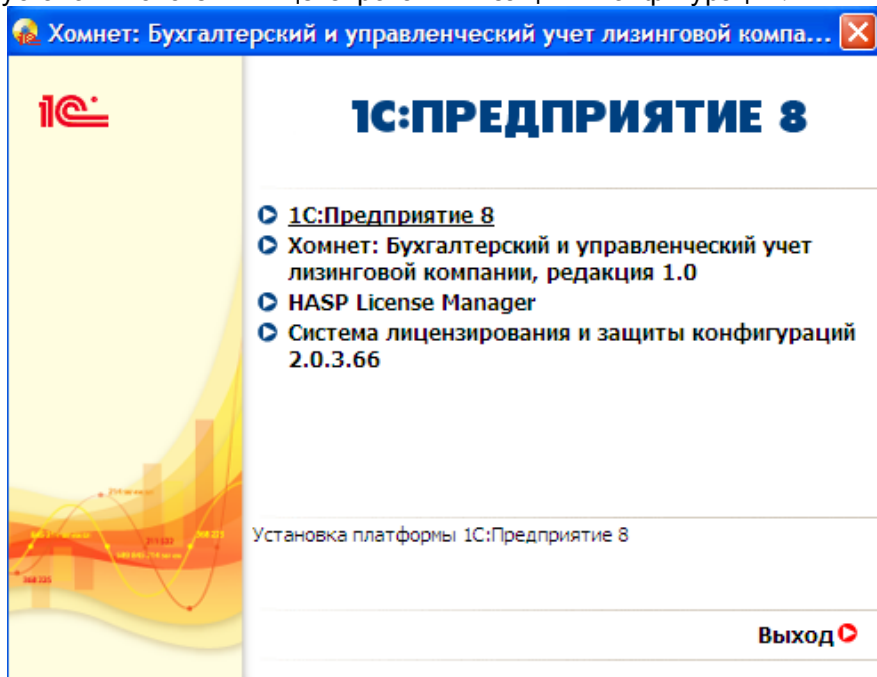 Хомнет: Бухгалтерский и управленческий учет лизинговой компа...
1С
1С:ПРЕДПРИЯТИЕ 8
1С:Предприятие 8
Хомнет: Бухгалтерский и управленческий учет
лизинговой компании, редакция 1.0
HASP License Manager
Система лицензирования и защиты конфигураций
2.0.3.66
Установка платформы 1С:Предприятие 8
Выход